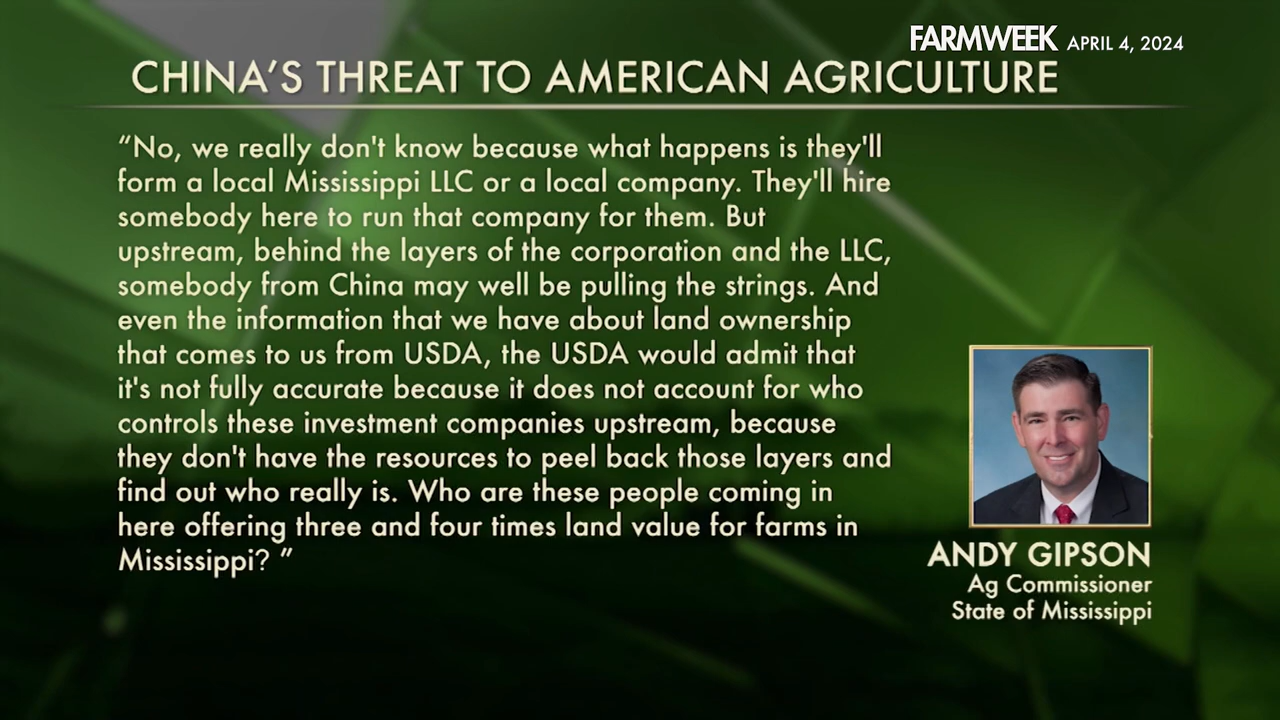 FARMWEEK APRIL 4, 2024
CHINA'S THREAT TO AMERICAN AGRICULTURE
“No, we really don't know because what happens is they'll
form a local Mississippi LLC or a local company. They'll hire
somebody here to run that company for them. But
upstream, behind the layers of the corporation and the LLC,
somebody from China may well be pulling the strings. And
even the information that we have about land ownership
that comes to us from USDA, the USDA would admit that
it's not fully accurate because it does not account for who
controls these investment companies upstream, because
they don't have the resources to peel back those layers and
find out who really is. Who are these people coming in
here offering three and four times land value for farms in
Mississippi? ”
ANDY GIPSON
Ag Commissioner
State of Mississippi